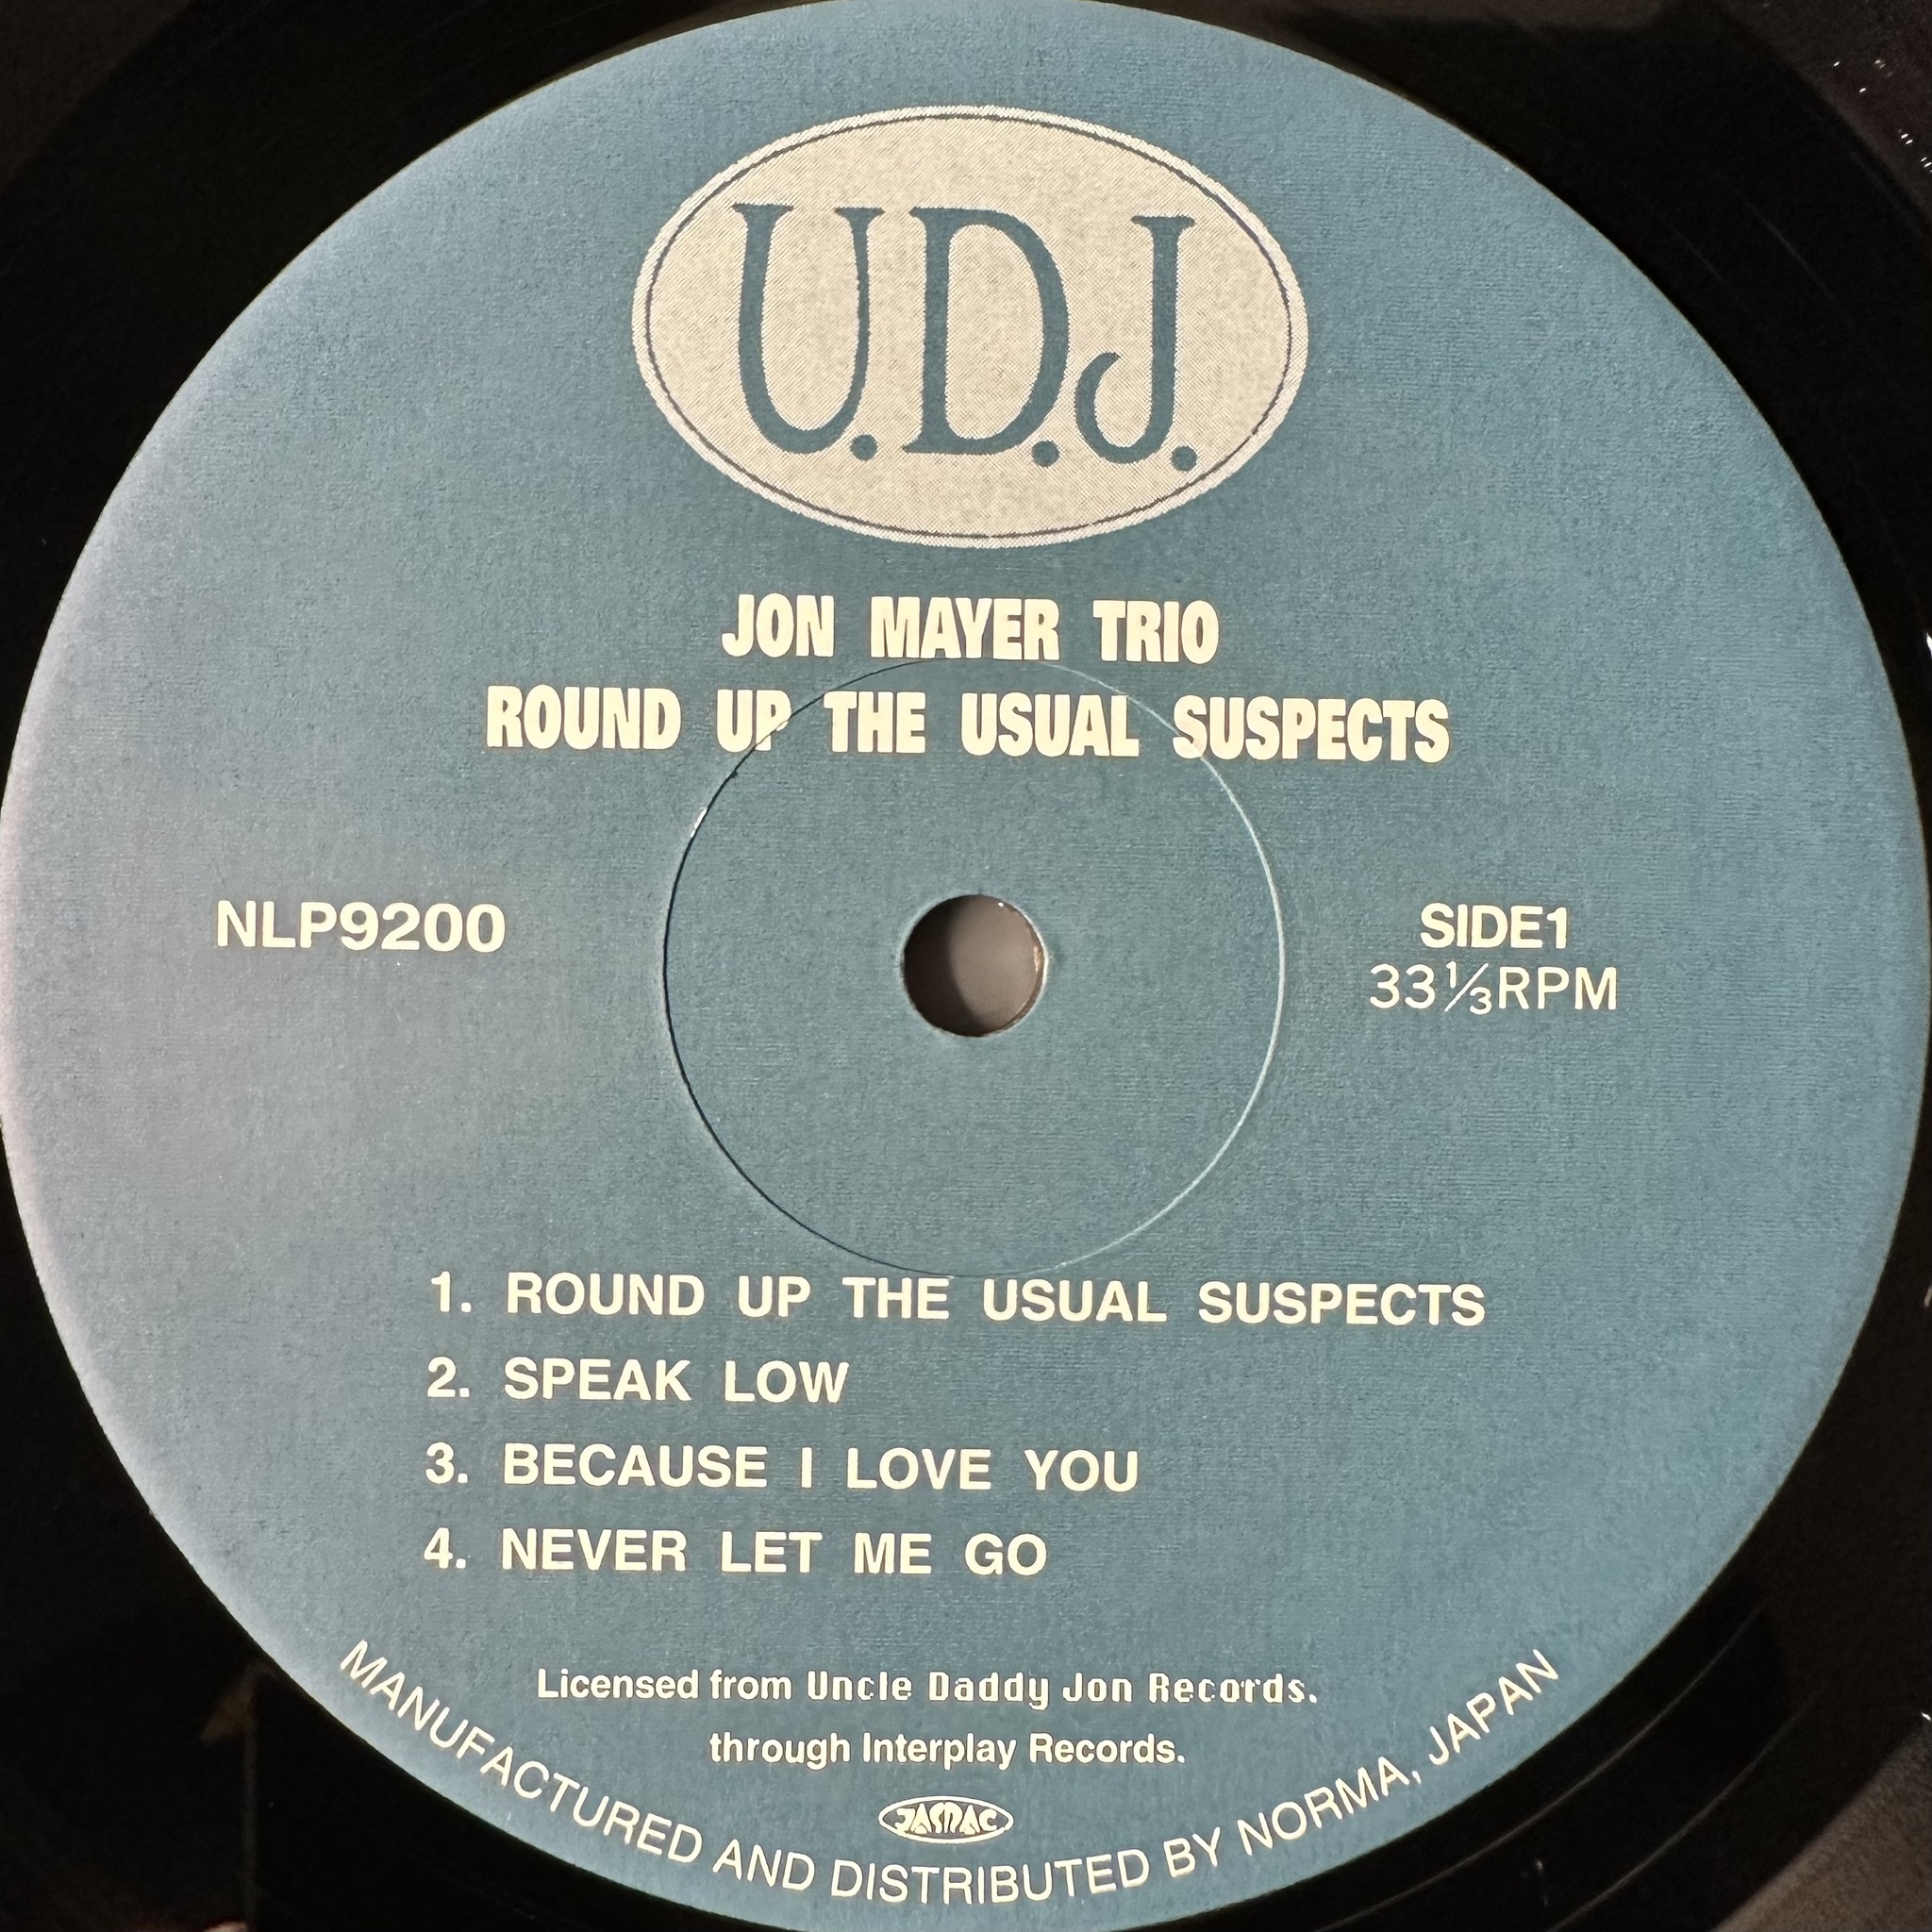 U.D.J.
JON MAYER TRIO
ROUND UP THE USUAL SUSPECTS
NLP9200
SIDE1
33⅓RPM
1. ROUND UP THE USUAL SUSPECTS
2. SPEAK LOW
3. BECAUSE I LOVE YOU
4. NEVER LET ME GO
Licensed from Uncle Daddy Jon Records.
through Interplay Records.
JASRAC
MANUFACTURED AND DISTRIBUTED BY NORMA, JAPAN